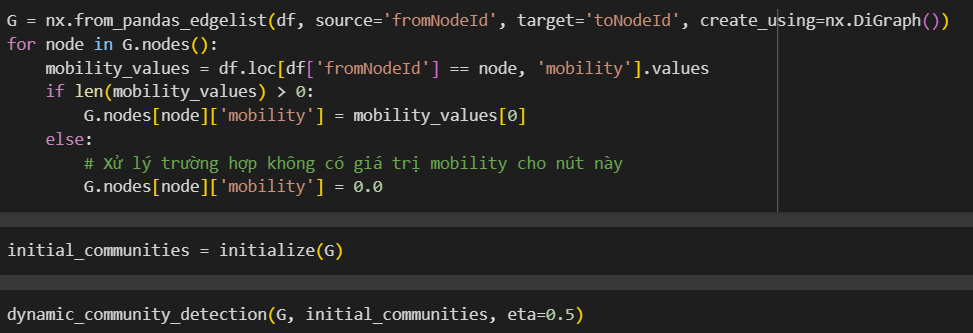 G = nx.from_pandas_edgelist(df, source='fromNodeId', target='toNodeId', create_using=nx.DiGraph())
for node in G.nodes():
    mobility_values = df.loc[df['fromNodeId'] == node, 'mobility'].values
    if len(mobility_values) > 0:
        G.nodes[node]['mobility'] = mobility_values[0]
    else:
        # Xử lý trường hợp không có giá trị mobility cho nút này
        G.nodes[node]['mobility'] = 0.0
initial_communities = initialize(G)
dynamic_community_detection(G, initial_communities, eta=0.5)